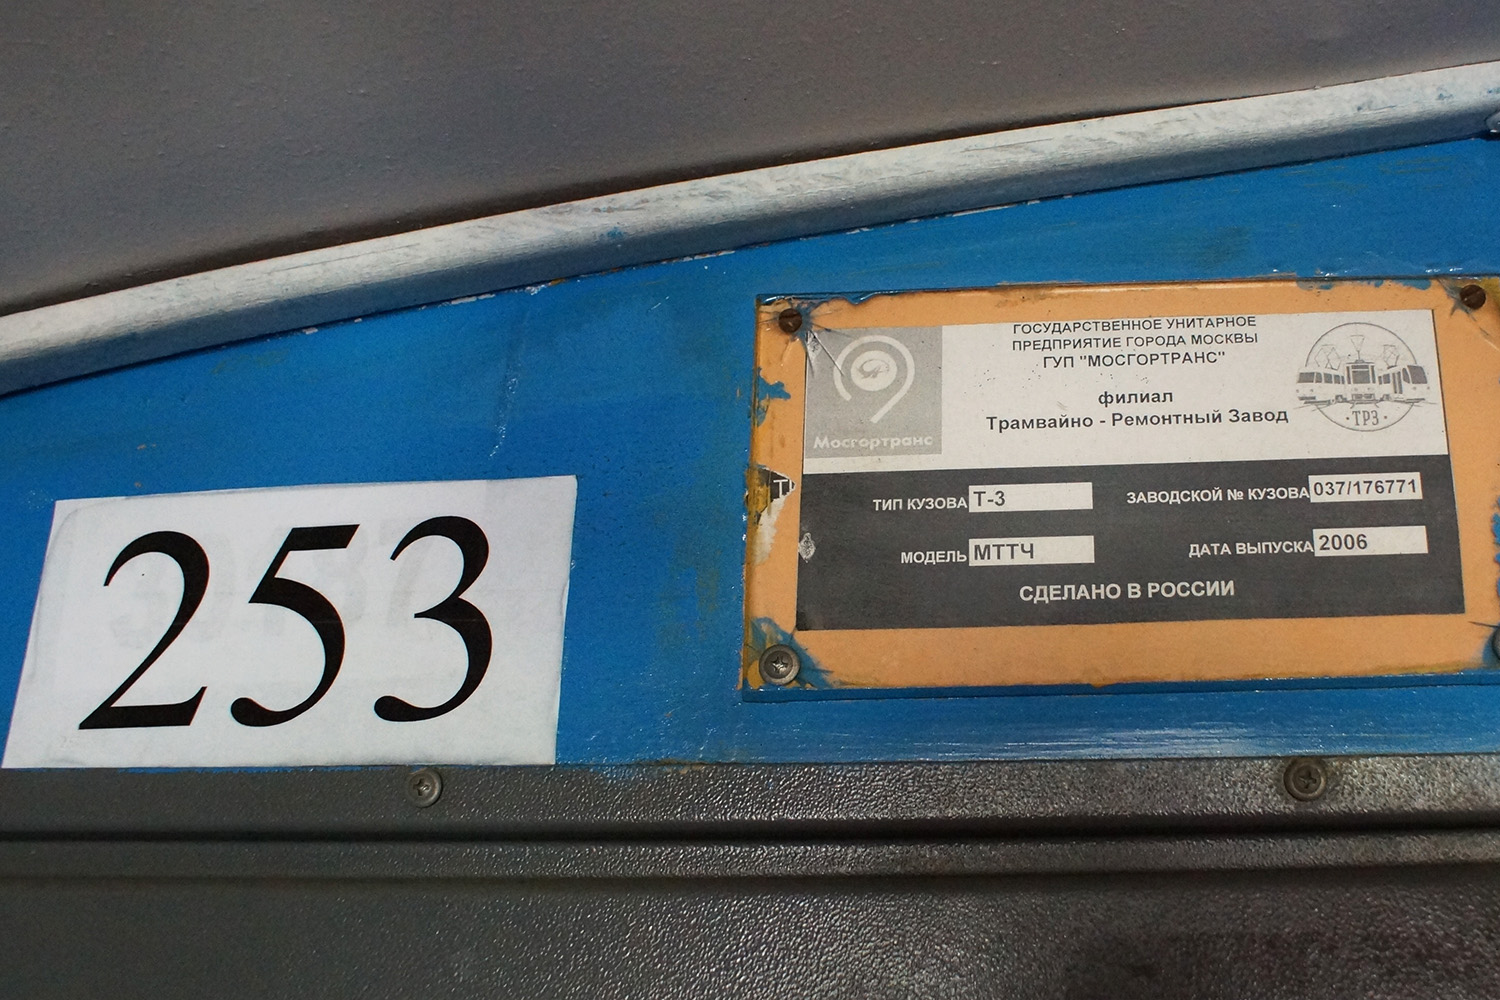 253
ГОСУДАРСТВЕННОЕ УНИТАРНОЕ
ПРЕДПРИЯТИЕ ГОРОДА МОСКВЫ
ГУП "МОСГОРТРАНС"
филиал
Трамвайно - Ремонтный Завод
Мосгортранс
·ТРЗ·
ТИП КУЗОВА Т-3 ЗАВОДСКОЙ № КУЗОВА 037/176771
МОДЕЛЬ МТТЧ ДАТА ВЫПУСКА 2006
СДЕЛАНО В РОССИИ